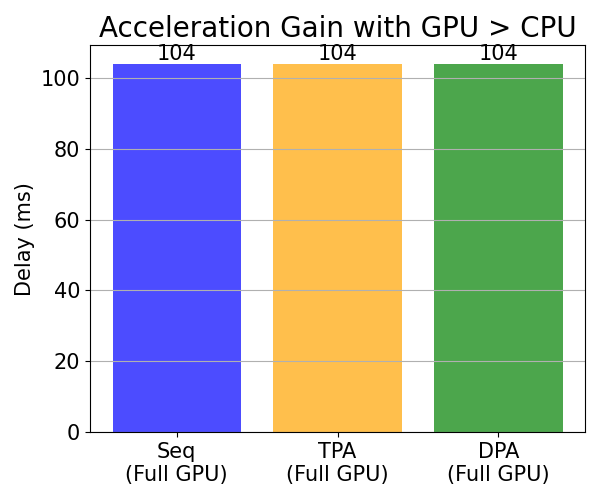 Acceleration Gain with GPU > CPU
104 104 104
Delay (ms)
100
80
60
40
20
0
Seq TPA DPA
(Full GPU) (Full GPU) (Full GPU)